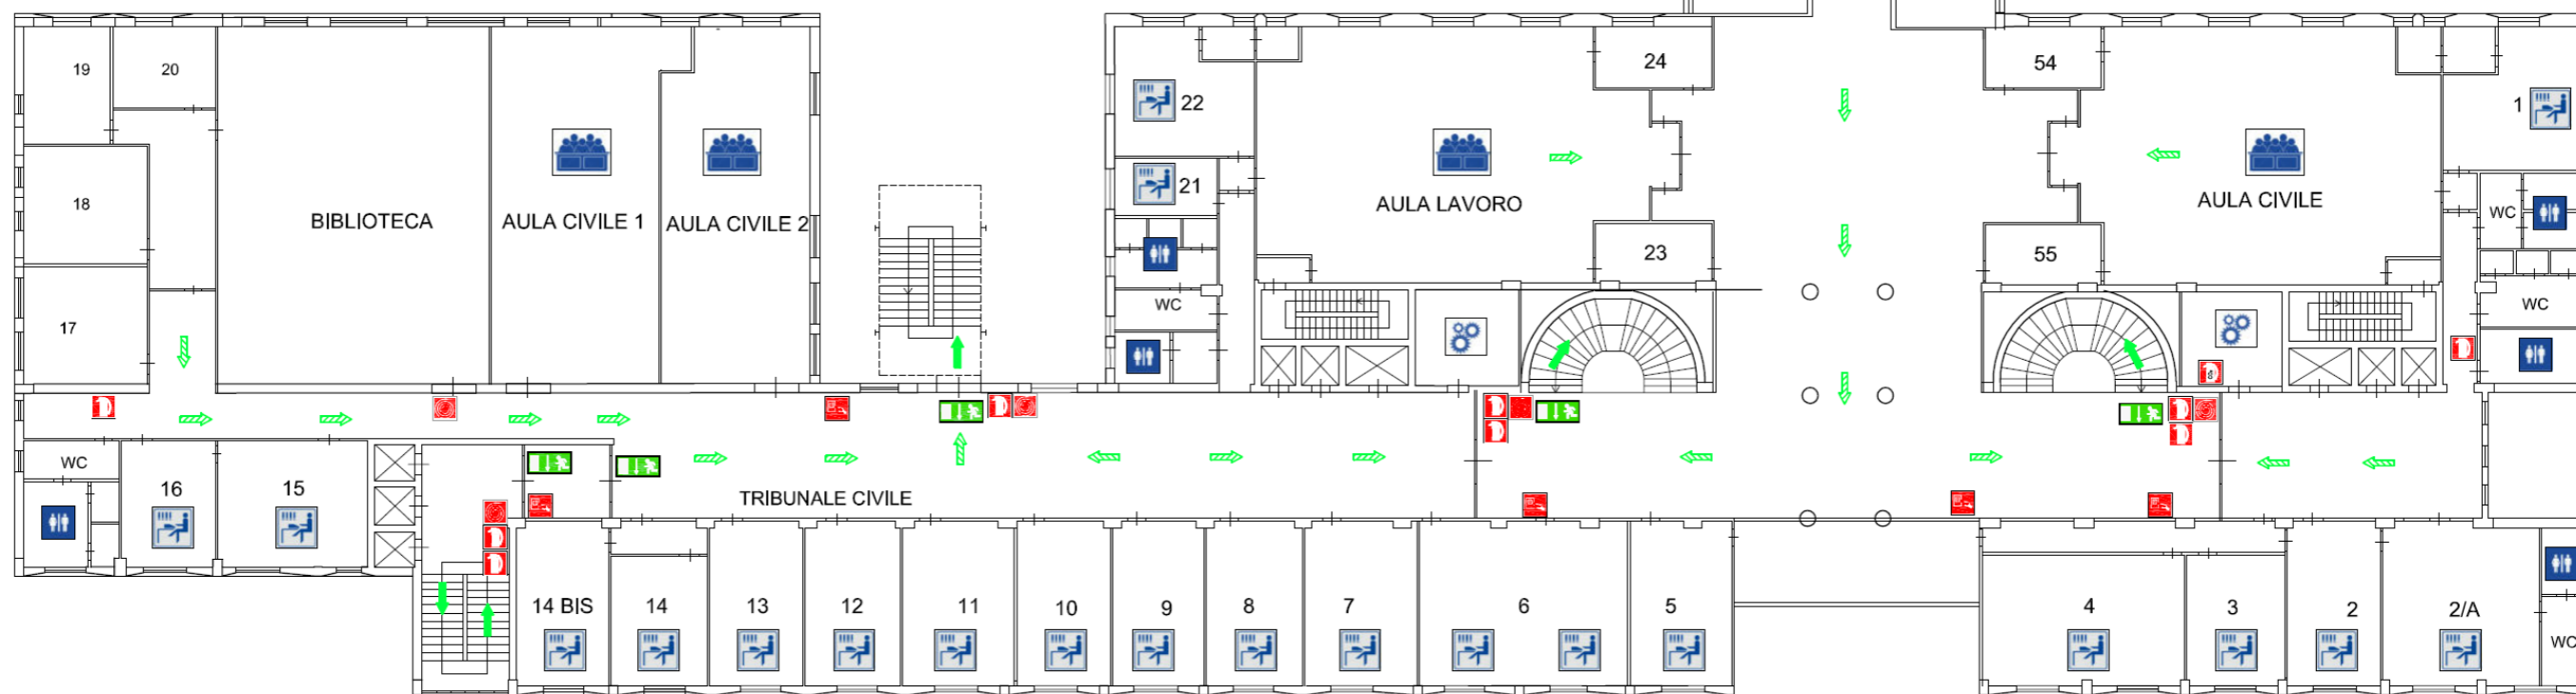 19
20
24
54
22
1
21
18
BIBLIOTECA
AULA CIVILE 1
AULA CIVILE 2
AULA LAVORO
AULA CIVILE
WC
23
55
17
WC
WC
WC
16
15
TRIBUNALE CIVILE
14 BIS
14
13
12
11
10
9
8
7
6
5
4
3
2
2/A
WC